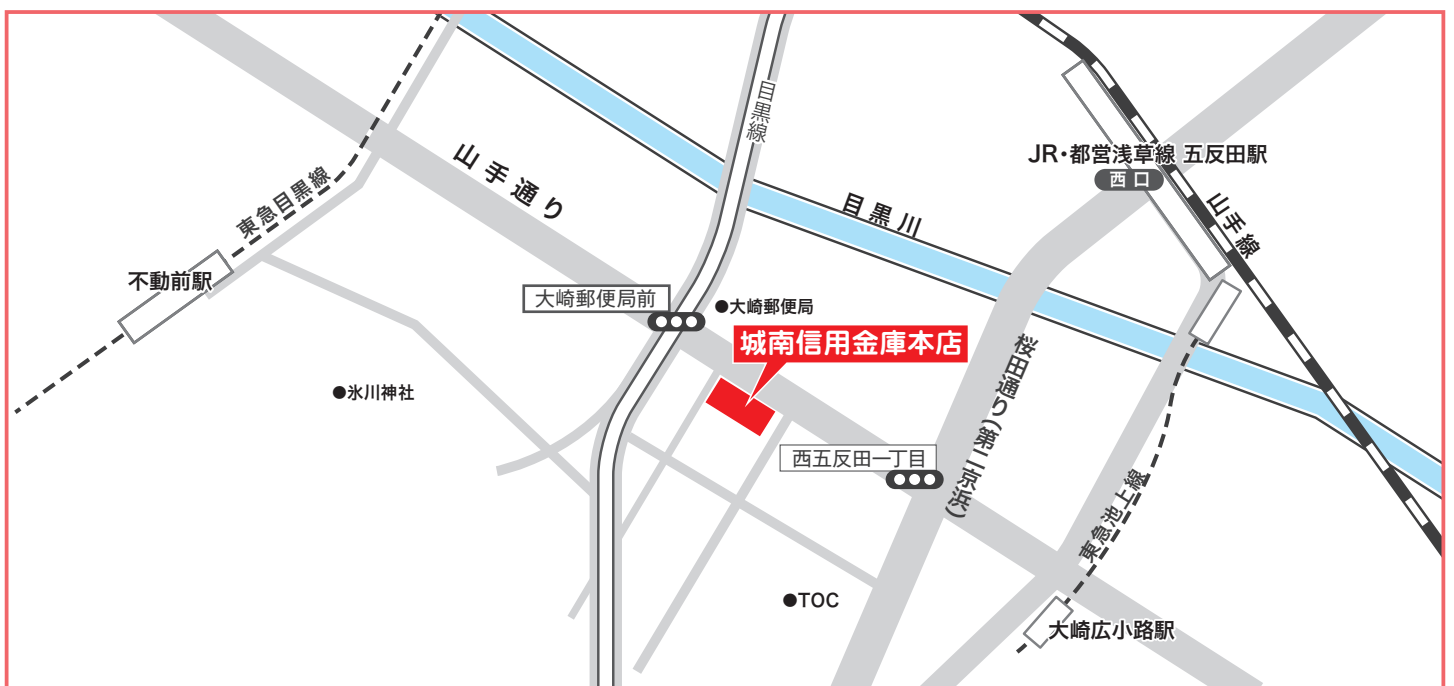 目黒線
JR・都営浅草線 五反田駅
西口
山手通り
東急目黒線
目黒川
山手線
不動前駅
大崎郵便局前
●大崎郵便局
城南信用金庫本店
●氷川神社
桜田通り(第二京浜)
西五反田一丁目
東急池上線
●TOC
大崎広小路駅